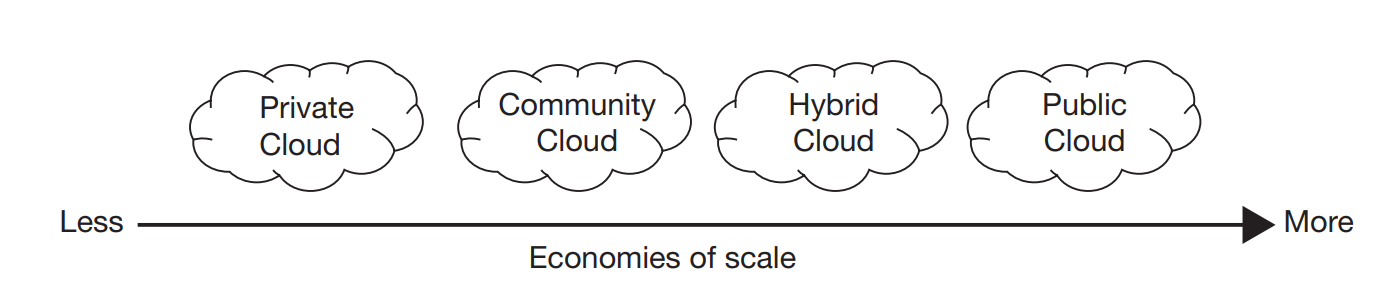 Private
Cloud
Community
Cloud
Hybrid
Cloud
Public
Cloud
Less
More
Economies of scale